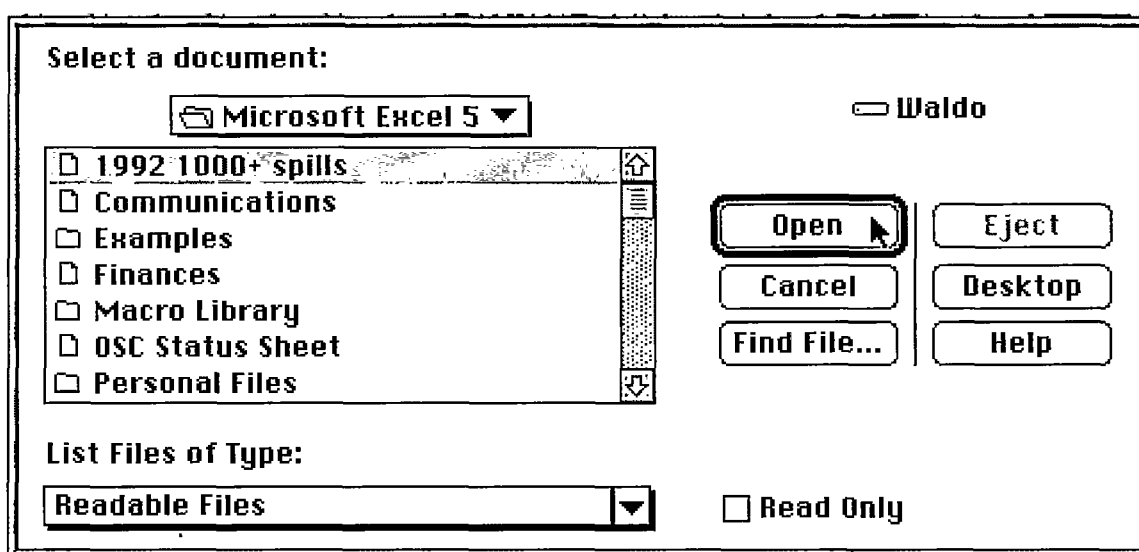 Select a document:
Microsoft Excel 5
Waldo
1992 1000+ spills
Communications
Examples
Finances
Macro Library
OSC Status Sheet
Personal Files
Open
Eject
Cancel
Desktop
Find File...
Help
List Files of Type:
Readable Files
Read Only